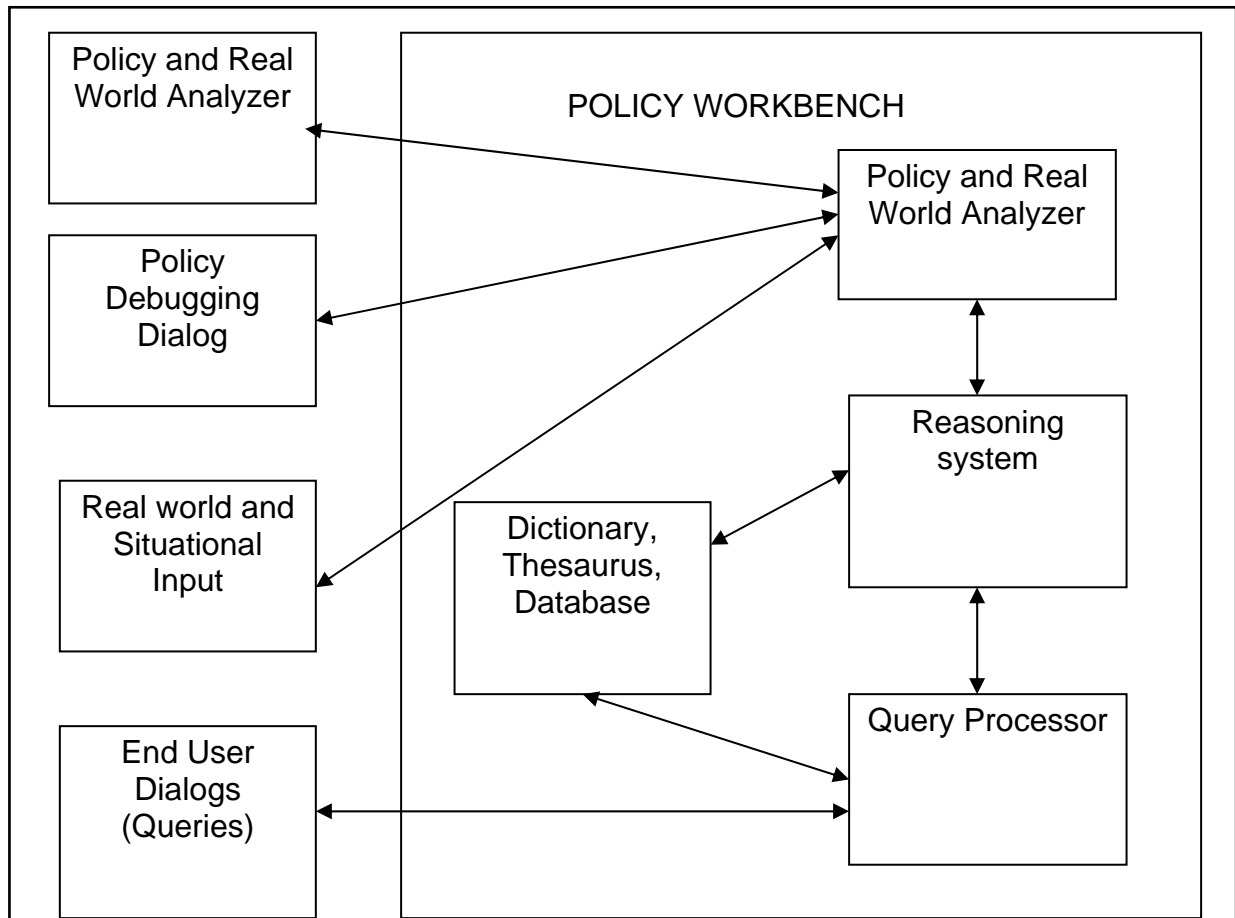 Policy and Real
World Analyzer
POLICY WORKBENCH
Policy and Real
World Analyzer
Policy
Debugging
Dialog
Reasoning
system
Real world and
Situational
Input
Dictionary,
Thesaurus,
Database
Query Processor
End User
Dialogs
(Queries)